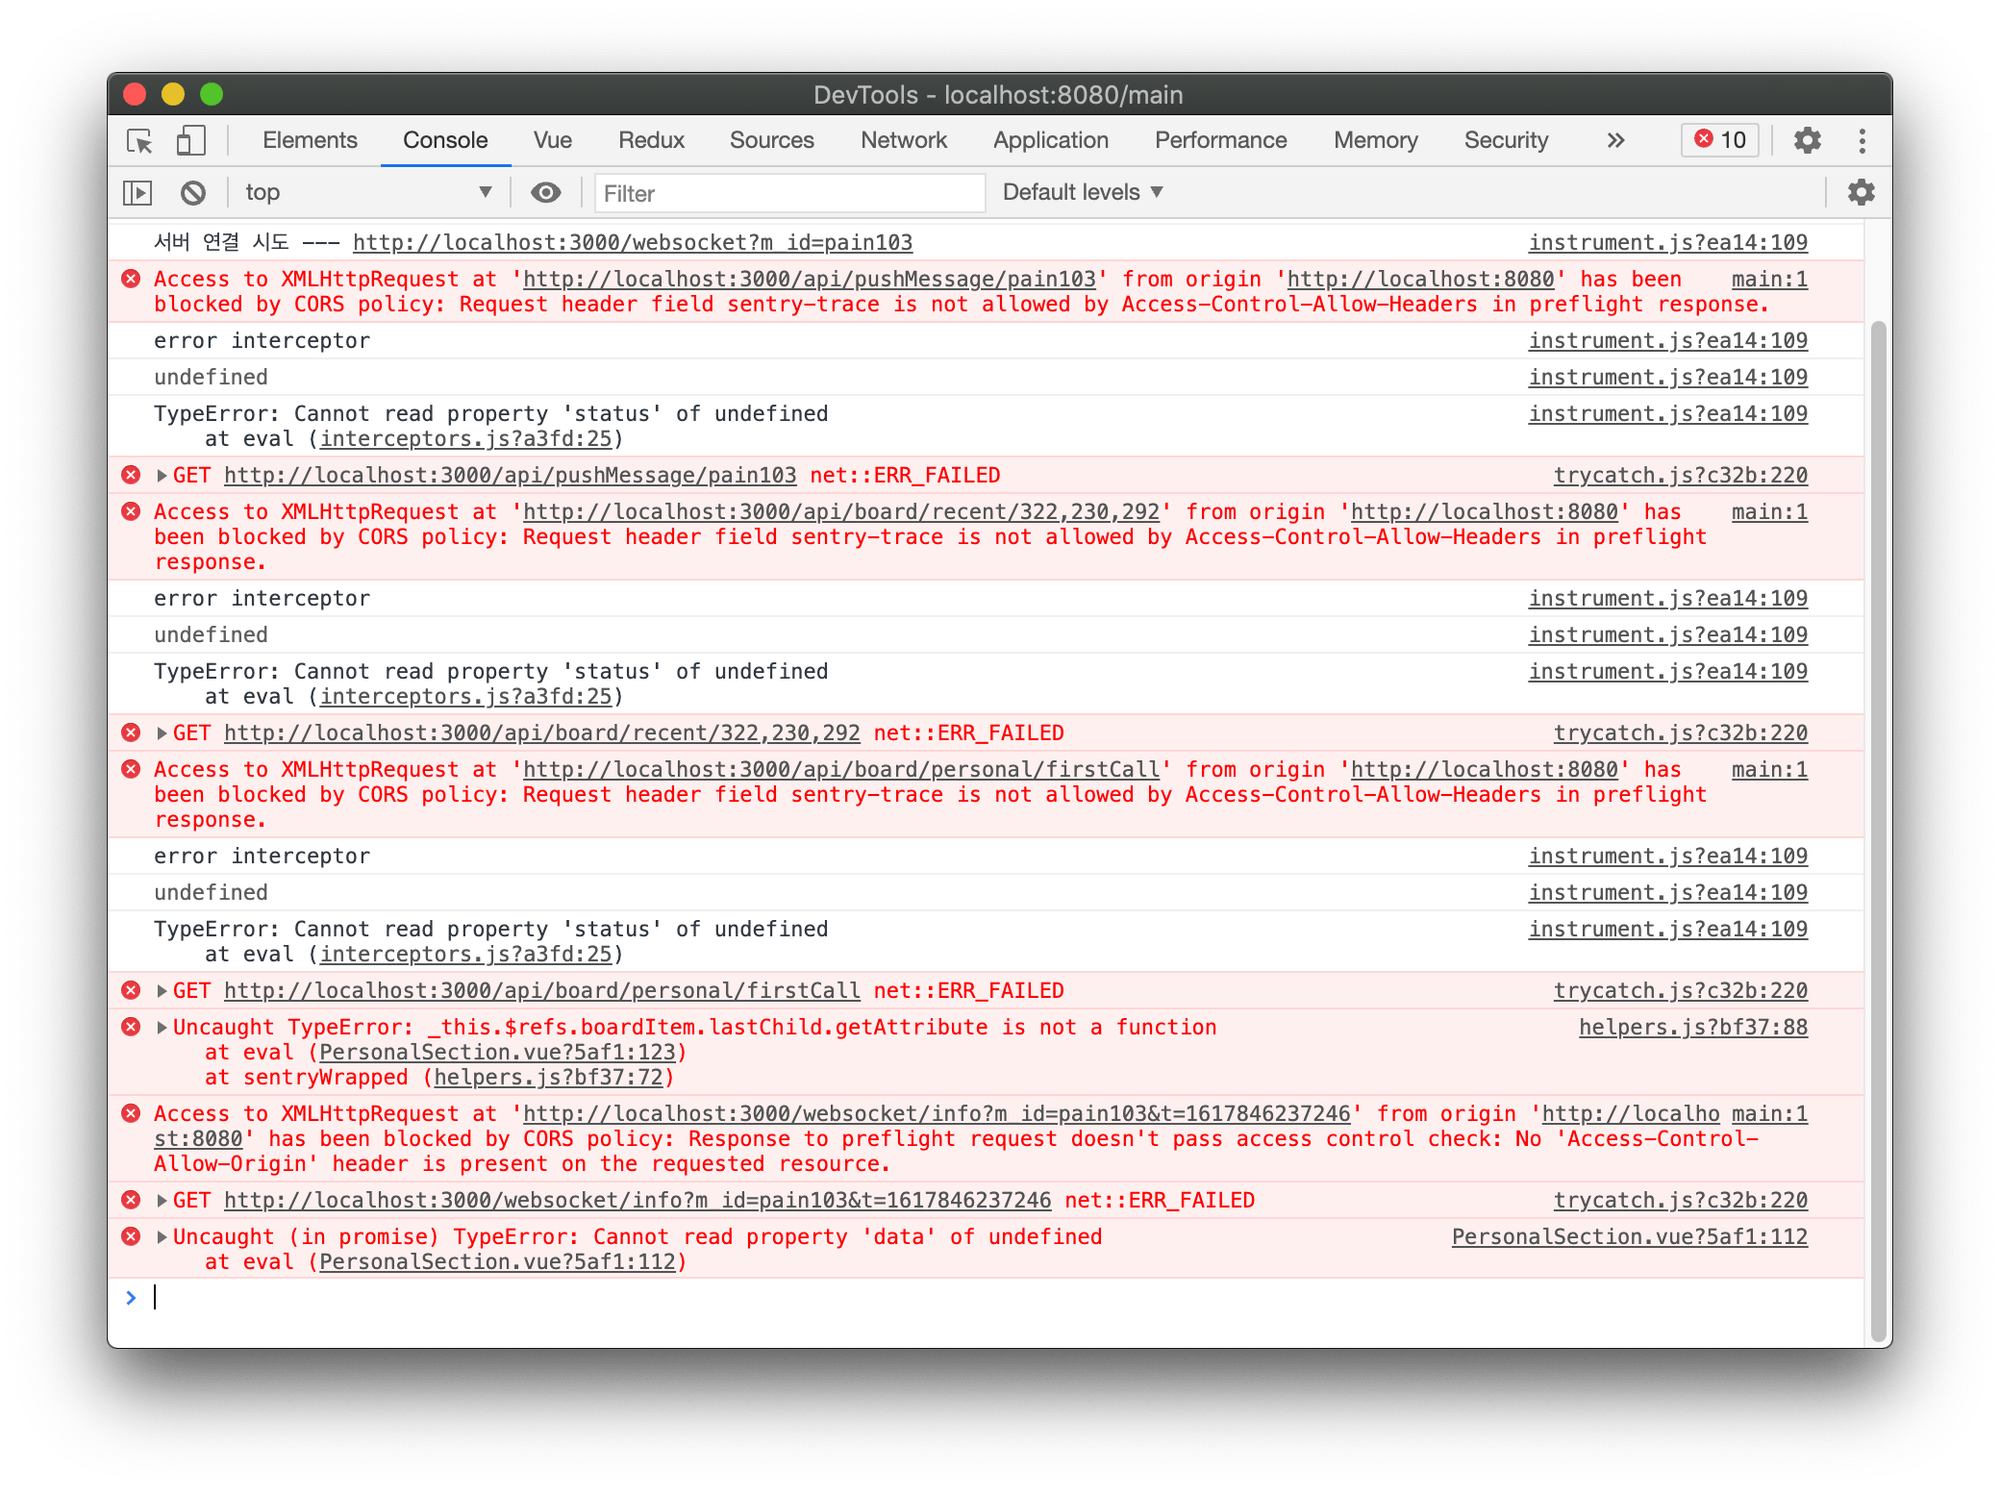 DevTools - localhost:8080/main
Elements Console Vue Redux Sources Network Application Performance Memory Security » 10
top ▼ Filter Default levels ▼
서버 연결 시도 --- http://localhost:3000/websocket?m_id=pain103 instrument.js?ea14:109
Access to XMLHttpRequest at 'http://localhost:3000/api/pushMessage/pain103' from origin 'http://localhost:8080' has been main:1
blocked by CORS policy: Request header field sentry-trace is not allowed by Access-Control-Allow-Headers in preflight response.
error interceptor instrument.js?ea14:109
undefined instrument.js?ea14:109
TypeError: Cannot read property 'status' of undefined instrument.js?ea14:109
at eval (interceptors.js?a3fd:25)
▶GET http://localhost:3000/api/pushMessage/pain103 net::ERR_FAILED trycatch.js?c32b:220
Access to XMLHttpRequest at 'http://localhost:3000/api/board/recent/322,230,292' from origin 'http://localhost:8080' has main:1
been blocked by CORS policy: Request header field sentry-trace is not allowed by Access-Control-Allow-Headers in preflight
response.
error interceptor instrument.js?ea14:109
undefined instrument.js?ea14:109
TypeError: Cannot read property 'status' of undefined instrument.js?ea14:109
at eval (interceptors.js?a3fd:25)
▶GET http://localhost:3000/api/board/recent/322,230,292 net::ERR_FAILED trycatch.js?c32b:220
Access to XMLHttpRequest at 'http://localhost:3000/api/board/personal/firstCall' from origin 'http://localhost:8080' has main:1
been blocked by CORS policy: Request header field sentry-trace is not allowed by Access-Control-Allow-Headers in preflight
response.
error interceptor instrument.js?ea14:109
undefined instrument.js?ea14:109
TypeError: Cannot read property 'status' of undefined instrument.js?ea14:109
at eval (interceptors.js?a3fd:25)
▶GET http://localhost:3000/api/board/personal/firstCall net::ERR_FAILED trycatch.js?c32b:220
▶Uncaught TypeError: _this.$refs.boardItem.lastChild.getAttribute is not a function helpers.js?bf37:88
at eval (PersonalSection.vue?5af1:123)
at sentryWrapped (helpers.js?bf37:72)
Access to XMLHttpRequest at 'http://localhost:3000/websocket/info?m_id=pain103&t=1617846237246' from origin 'http://localho main:1
st:8080' has been blocked by CORS policy: Response to preflight request doesn't pass access control check: No 'Access-Control-
Allow-Origin' header is present on the requested resource.
▶GET http://localhost:3000/websocket/info?m_id=pain103&t=1617846237246 net::ERR_FAILED trycatch.js?c32b:220
▶Uncaught (in promise) TypeError: Cannot read property 'data' of undefined PersonalSection.vue?5af1:112
at eval (PersonalSection.vue?5af1:112)